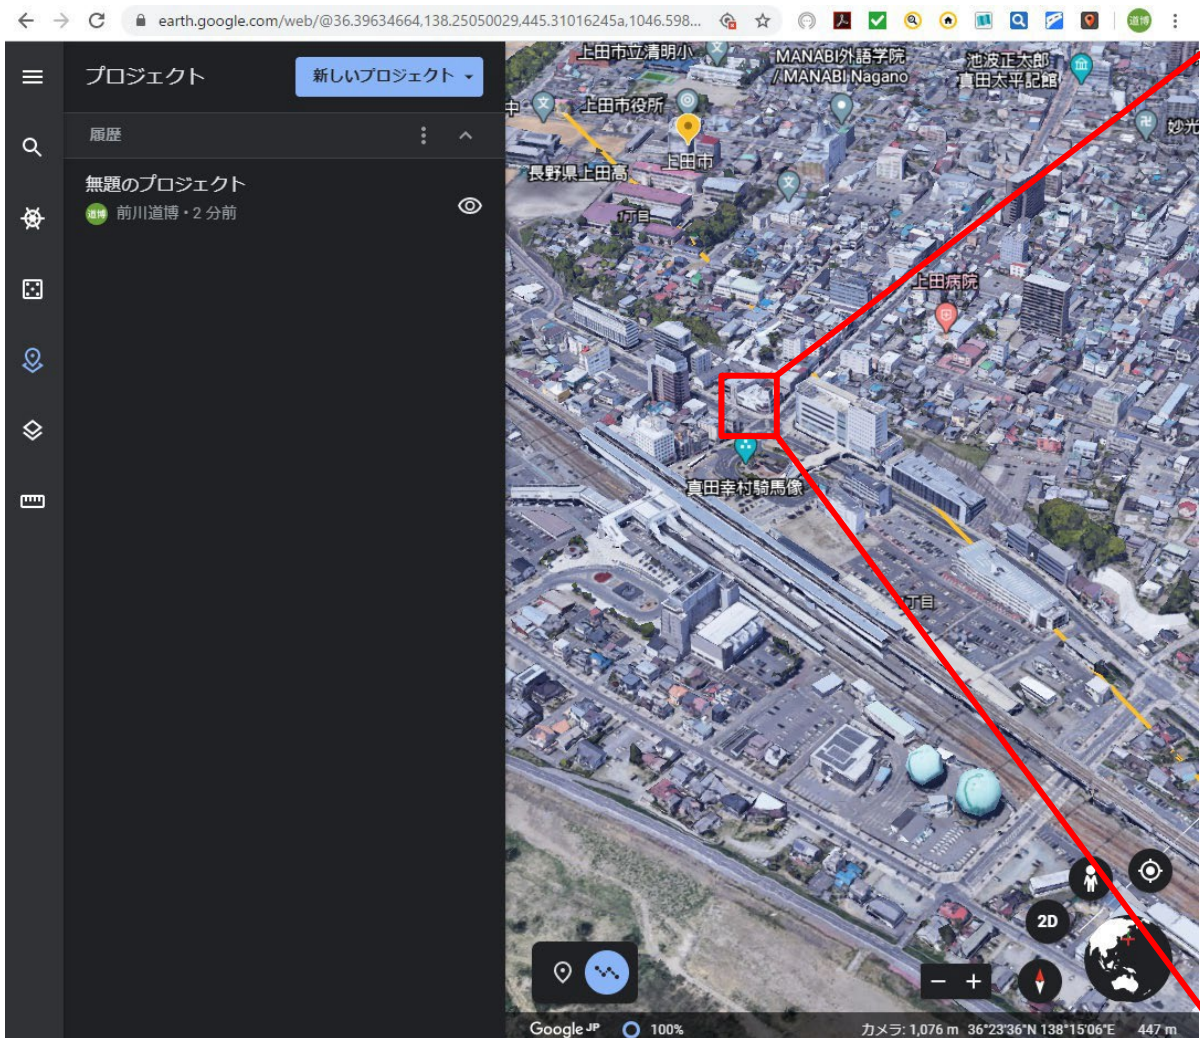 earth.google.com/web/@36.39634664,138.25050029,445.31016245a,1046.598...
道博
プロジェクト
新しいプロジェクト
履歴
無題のプロジェクト
道博
前川道博・2 分前
上田市立清明小
MANABI外語学院
/ MANABI Nagano
池波正太郎
真田太平記館
中
上田市役所
妙光
上田市
長野県上田高
1丁目
上田病院
真田幸村騎馬像
丁目
2D
Google JP
100%
カメラ: 1,076 m 36°23'36"N 138°15'06"E 447 m